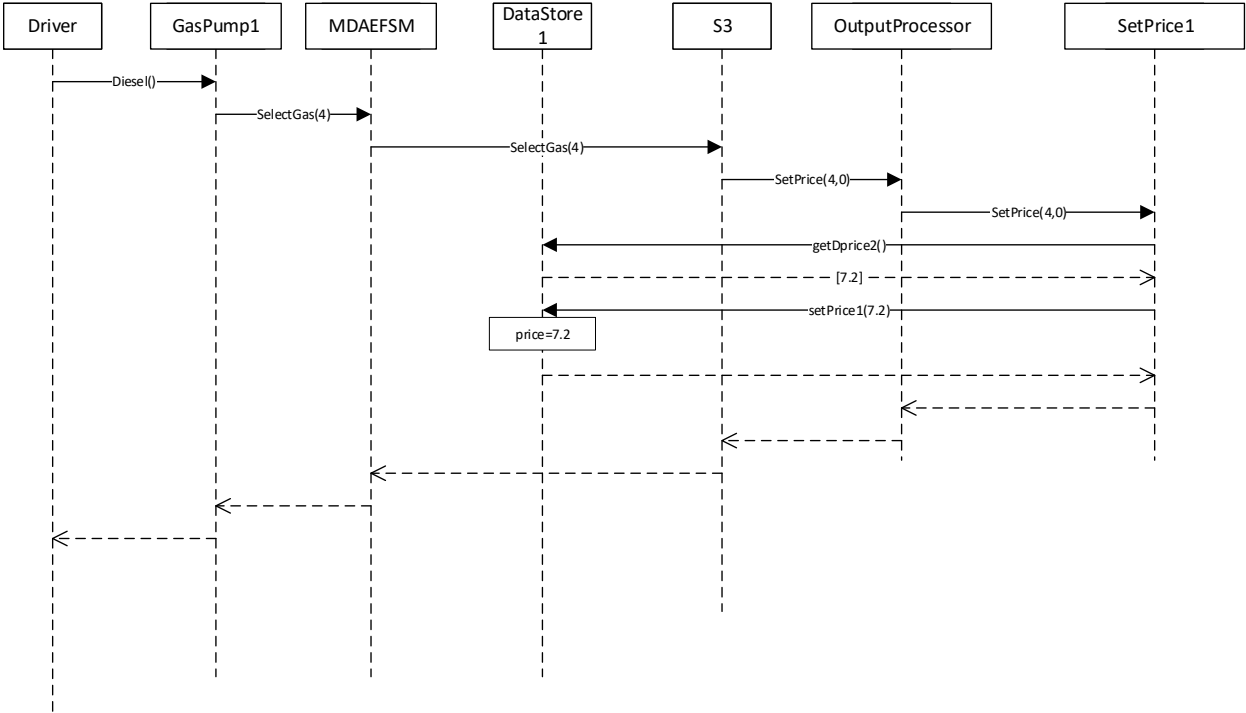 Driver
GasPump1
MDAEFSM
DataStore
1
S3
OutputProcessor
SetPrice1
Diesel()
SelectGas(4)
SelectGas(4)
SetPrice(4,0)
SetPrice(4,0)
getDprice2()
[7.2]
setPrice1(7.2)
price=7.2